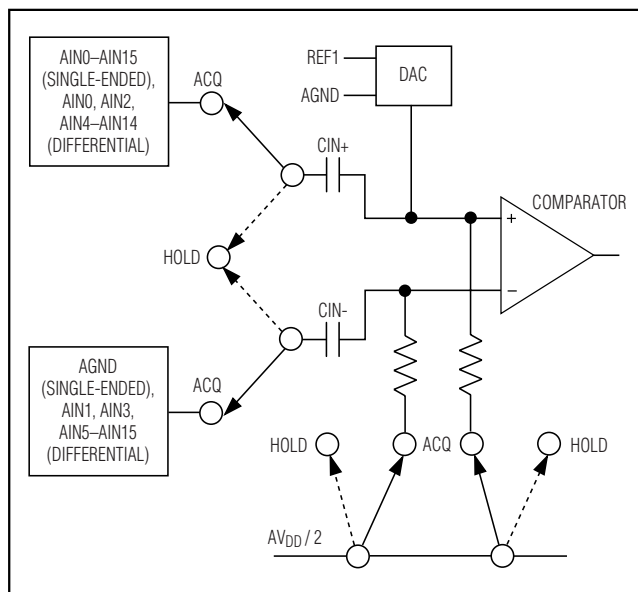 AIN0–AIN15
(SINGLE-ENDED),
AIN0, AIN2,
AIN4–AIN14
(DIFFERENTIAL)
ACQ
REF1
AGND
DAC
CIN+
COMPARATOR
+
HOLD
−
CIN-
AGND
(SINGLE-ENDED),
AIN1, AIN3,
AIN5–AIN15
(DIFFERENTIAL)
ACQ
HOLD
ACQ
HOLD
AVDD / 2